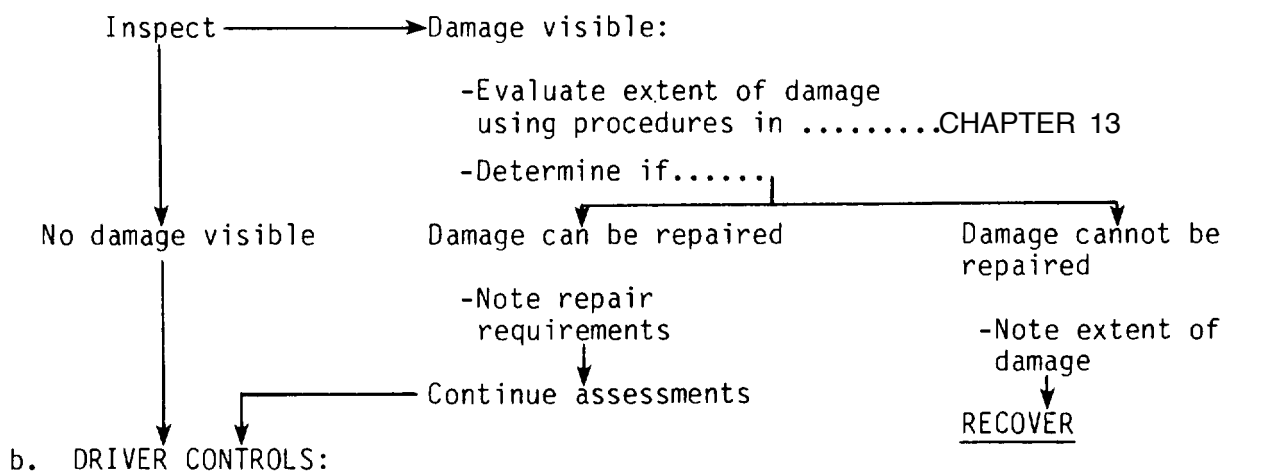 Inspect Damage visible:
-Evaluate extent of damage
using procedures in .........CHAPTER 13
-Determine if......
No damage visible Damage can be repaired Damage cannot be
repaired
-Note repair
requirements
-Note extent of
damage
Continue assessments
RECOVER
b. DRIVER CONTROLS: